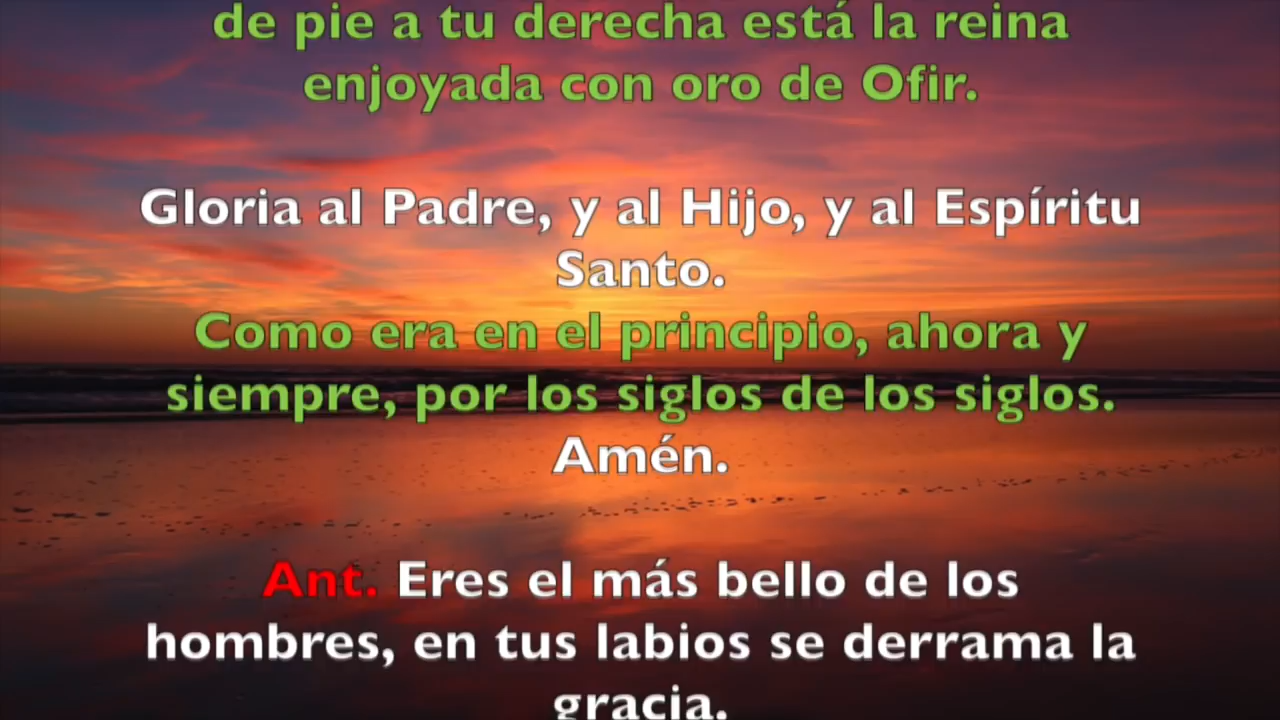 de pie a tu derecha está la reina
enjoyada con oro de Ofir.
Gloria al Padre, y al Hijo, y al Espíritu
Santo.
Como era en el principio, ahora y
siempre, por los siglos de los siglos.
Amén.
Ant. Eres el más bello de los
hombres, en tus labios se derrama la
gracia.